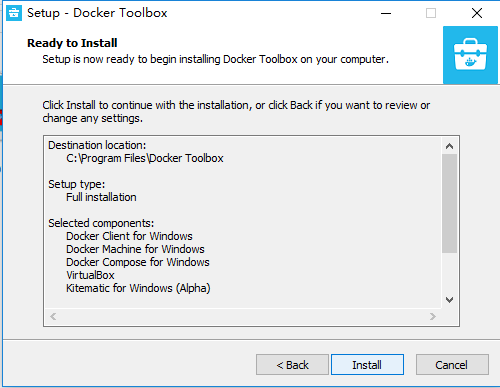 Setup - Docker Toolbox
Ready to Install
Setup is now ready to begin installing Docker Toolbox on your computer.
Click Install to continue with the installation, or click Back if you want to review or
change any settings.
Destination location:
C:\Program Files\Docker Toolbox
Setup type:
Full installation
Selected components:
Docker Client for Windows
Docker Machine for Windows
Docker Compose for Windows
VirtualBox
Kitematic for Windows (Alpha)
< Back
Install
Cancel